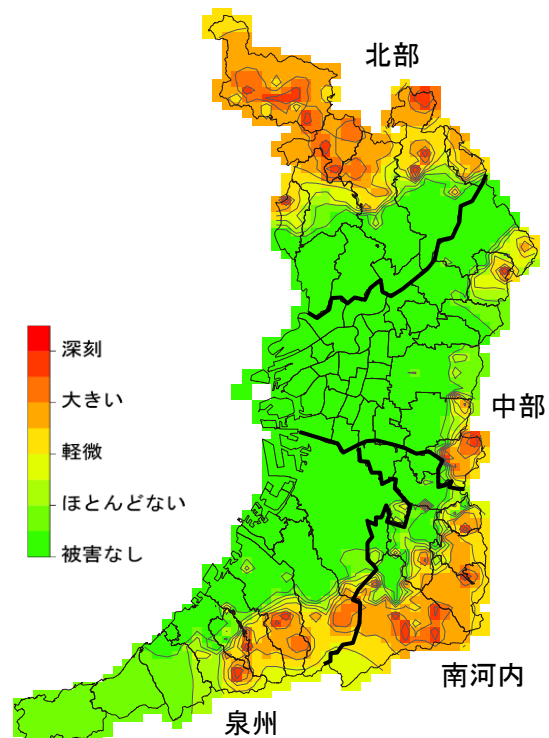 北部
深刻
大きい
軽微
ほとんどない
被害なし
中部
南河内
泉州